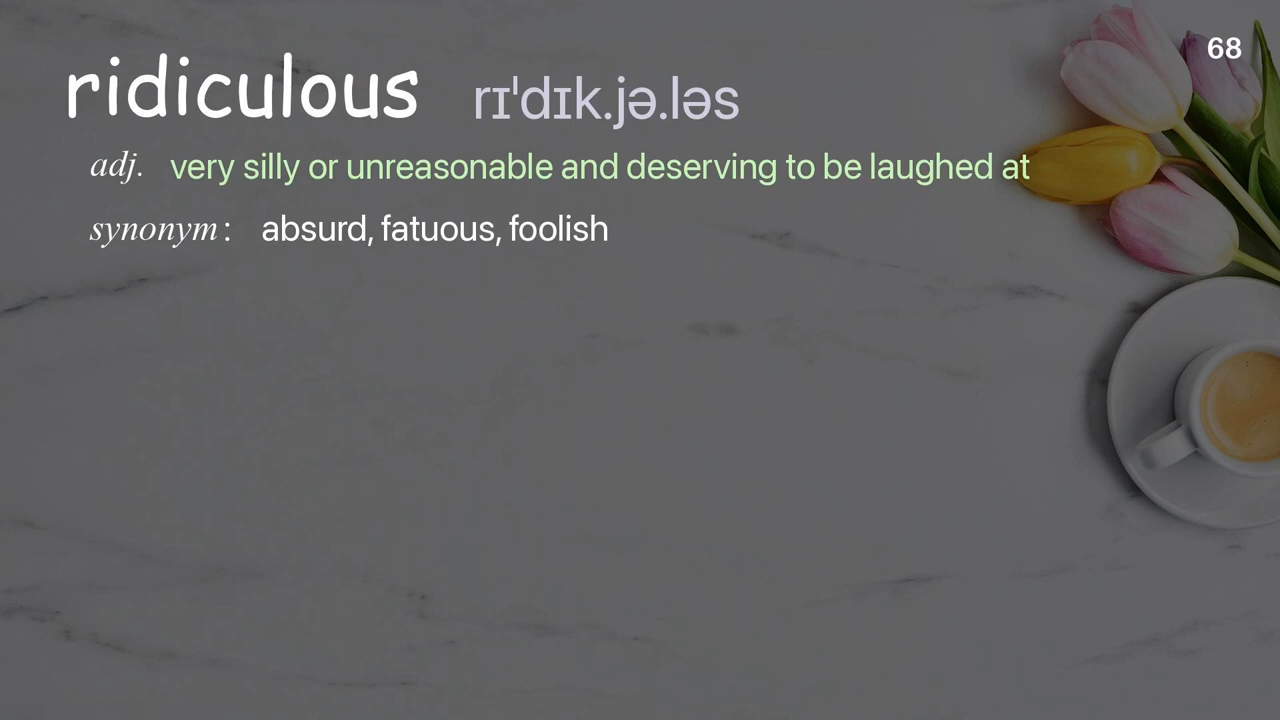 68
ridiculous rɪˈdɪk.jə.ləs
adj. very silly or unreasonable and deserving to be laughed at
synonym: absurd, fatuous, foolish